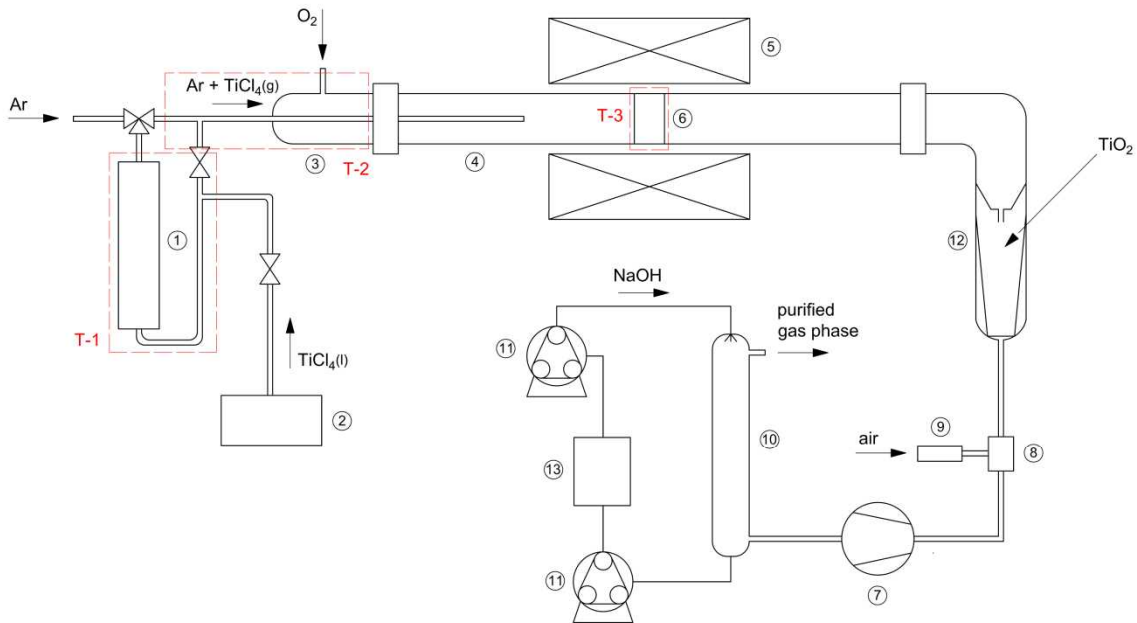 O₂
⑤
Ar + TiCl₄(g)
Ar
T-3
⑥
③
T-2
④
TiO₂
①
⑫
NaOH
purified
gas phase
T-1
⑪
TiCl₄(l)
②
⑩
air
⑨
⑧
⑬
⑪
⑦